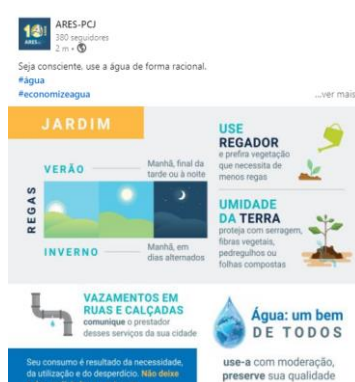 ARES-PCJ
380 seguidores
2 m •
Seja consciente, use a água de forma racional.
#água
#economizeagua
...ver mais
JARDIM
REGAS
VERÃO
Manhã, final da
tarde ou à noite
INVERNO
Manhã, em
dias alternados
USE
REGADOR
e prefira vegetação
que necessita de
menos regas
UMIDADE
DA TERRA
proteja com serragem,
fibras vegetais,
pedregulhos ou
folhas compostas
VAZAMENTOS EM
RUAS E CALÇADAS
comunique o prestador
desses serviços da sua cidade
Água: um bem
DE TODOS
use-a com moderação,
preserve sua qualidade
Seu consumo é resultado da necessidade,
da utilização e do desperdício. Não deixe